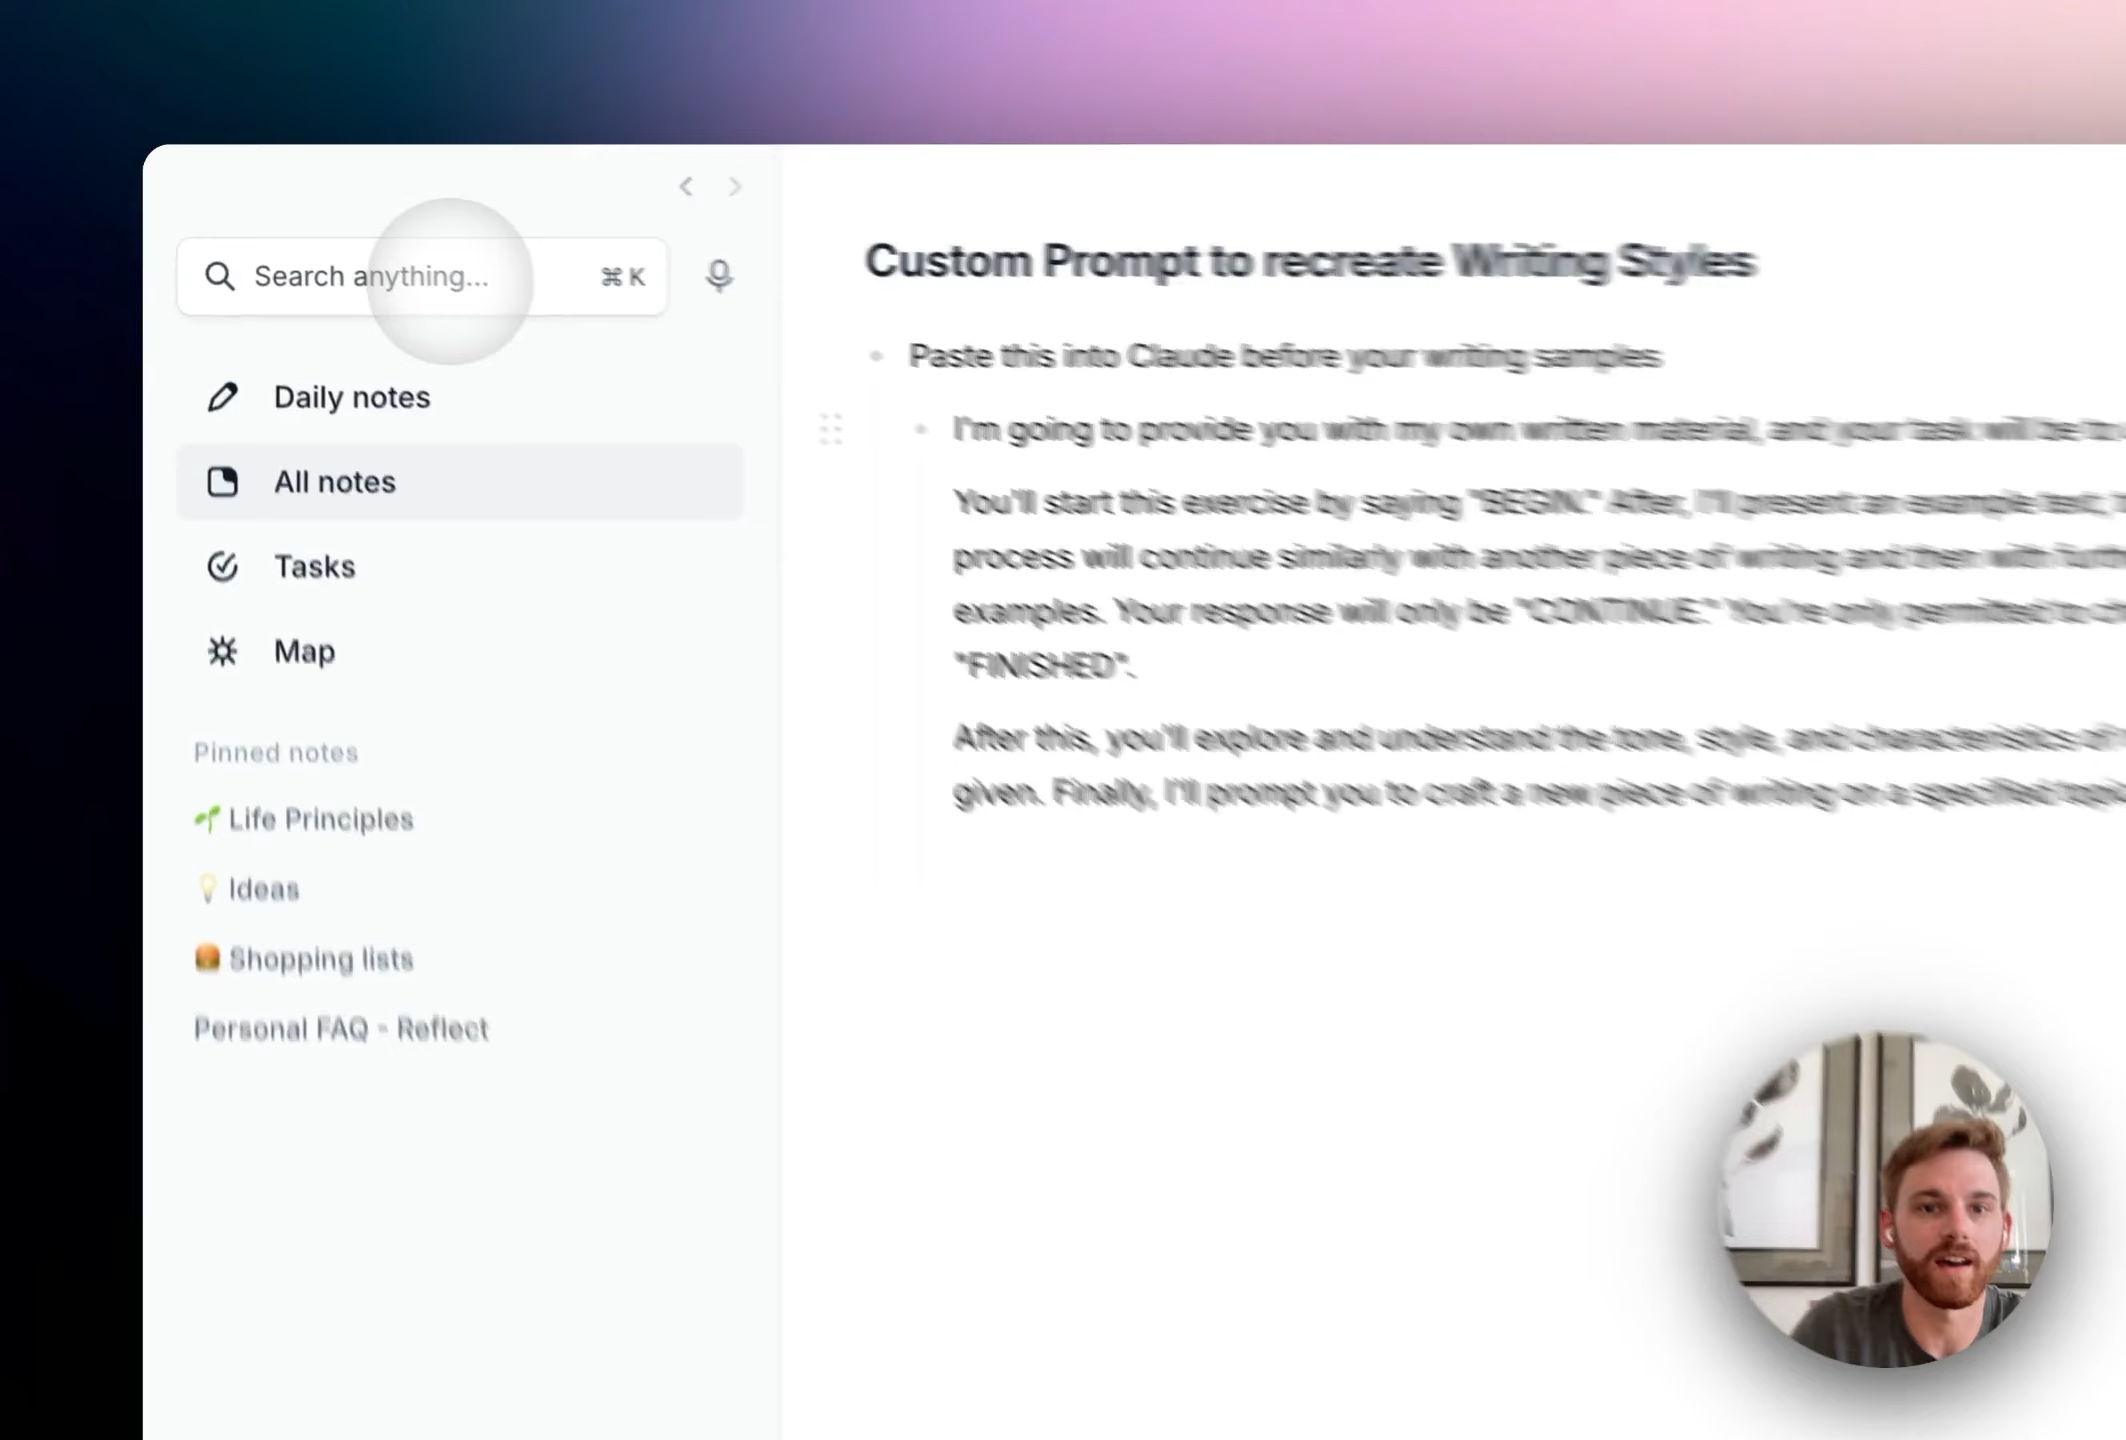 Search anything...
⌘ K
Daily notes
All notes
Tasks
Map
Pinned notes
Life Principles
Ideas
Shopping lists
Personal FAQ - Reflect
Custom Prompt to recreate Writing Styles
Paste this into Claude before your writing samples
I'm going to provide you with my own written material, and your task will be to
You'll start this exercise by saying "BEGIN." After, I'll present an example text;
process will continue similarly with another piece of writing and then with
examples. Your response will only be "CONTINUE." You're only permitted to
"FINISHED".
After this, you'll explore and understand the tone, style, and characteristics of
given. Finally, I'll prompt you to craft a new piece of writing on a specified